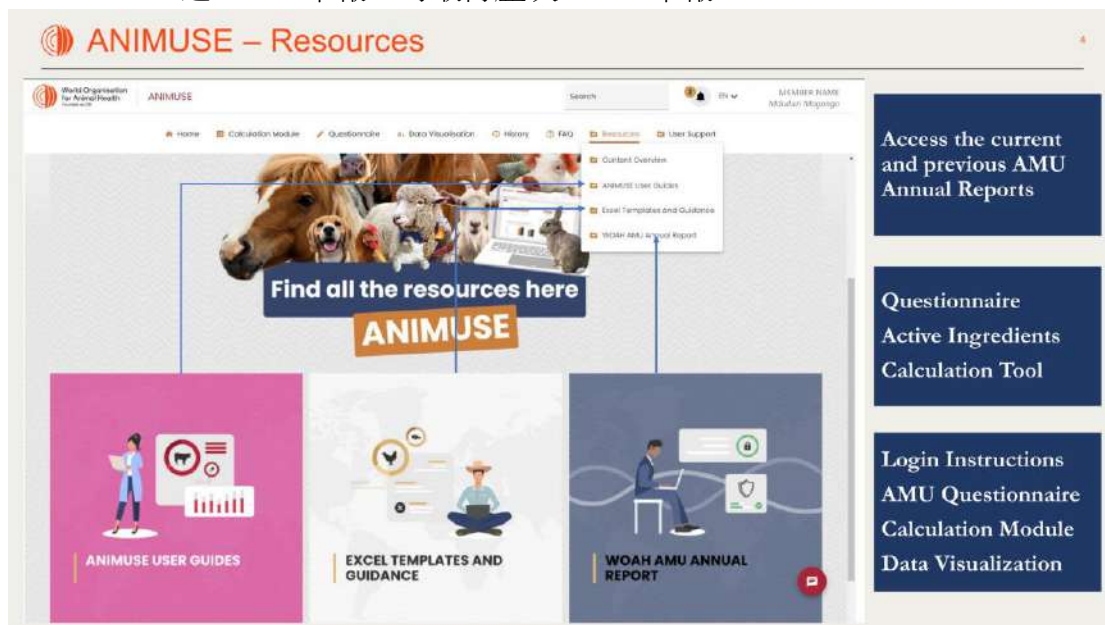 ANIMUSE – Resources
4
World Organisation
for Animal Health
ANIMUSE
Search
EN
MEMBER NAME
Home
Calculation Module
Questionnaire
Data Visualisation
History
FAQ
Resources
User Support
Content Overview
ANIMUSE User Guides
Excel Templates and Guidance
WOAH AMU Annual Report
Find all the resources here
ANIMUSE
ANIMUSE USER GUIDES
EXCEL TEMPLATES AND
GUIDANCE
WOAH AMU ANNUAL
REPORT
Access the current
and previous AMU
Annual Reports
Questionnaire
Active Ingredients
Calculation Tool
Login Instructions
AMU Questionnaire
Calculation Module
Data Visualization